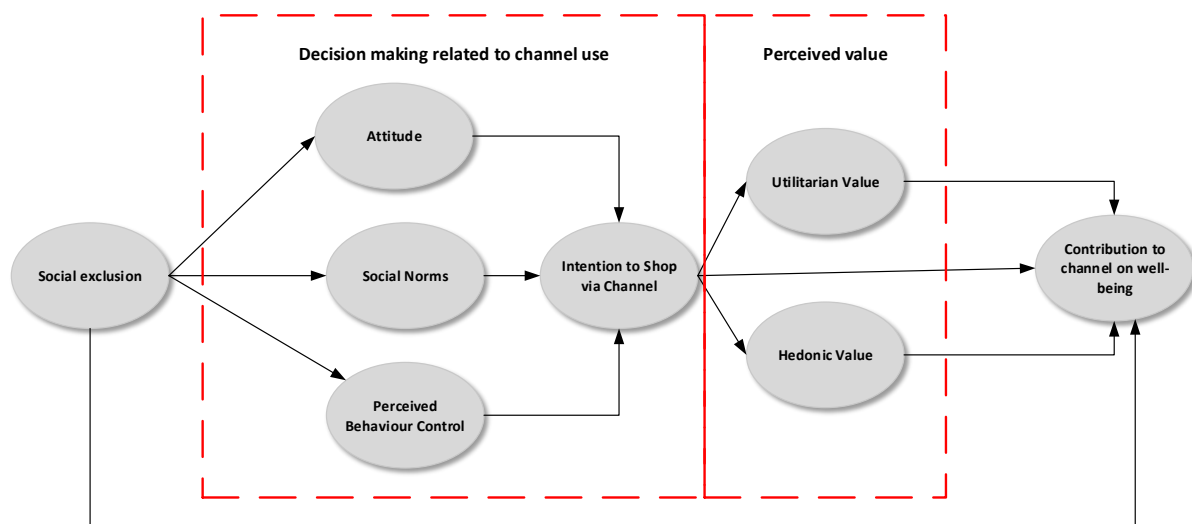 Decision making related to channel use
Perceived value
Attitude
Utilitarian Value
Social exclusion
Social Norms
Intention to Shop
via Channel
Contribution to
channel on well-
being
Hedonic Value
Perceived
Behaviour Control